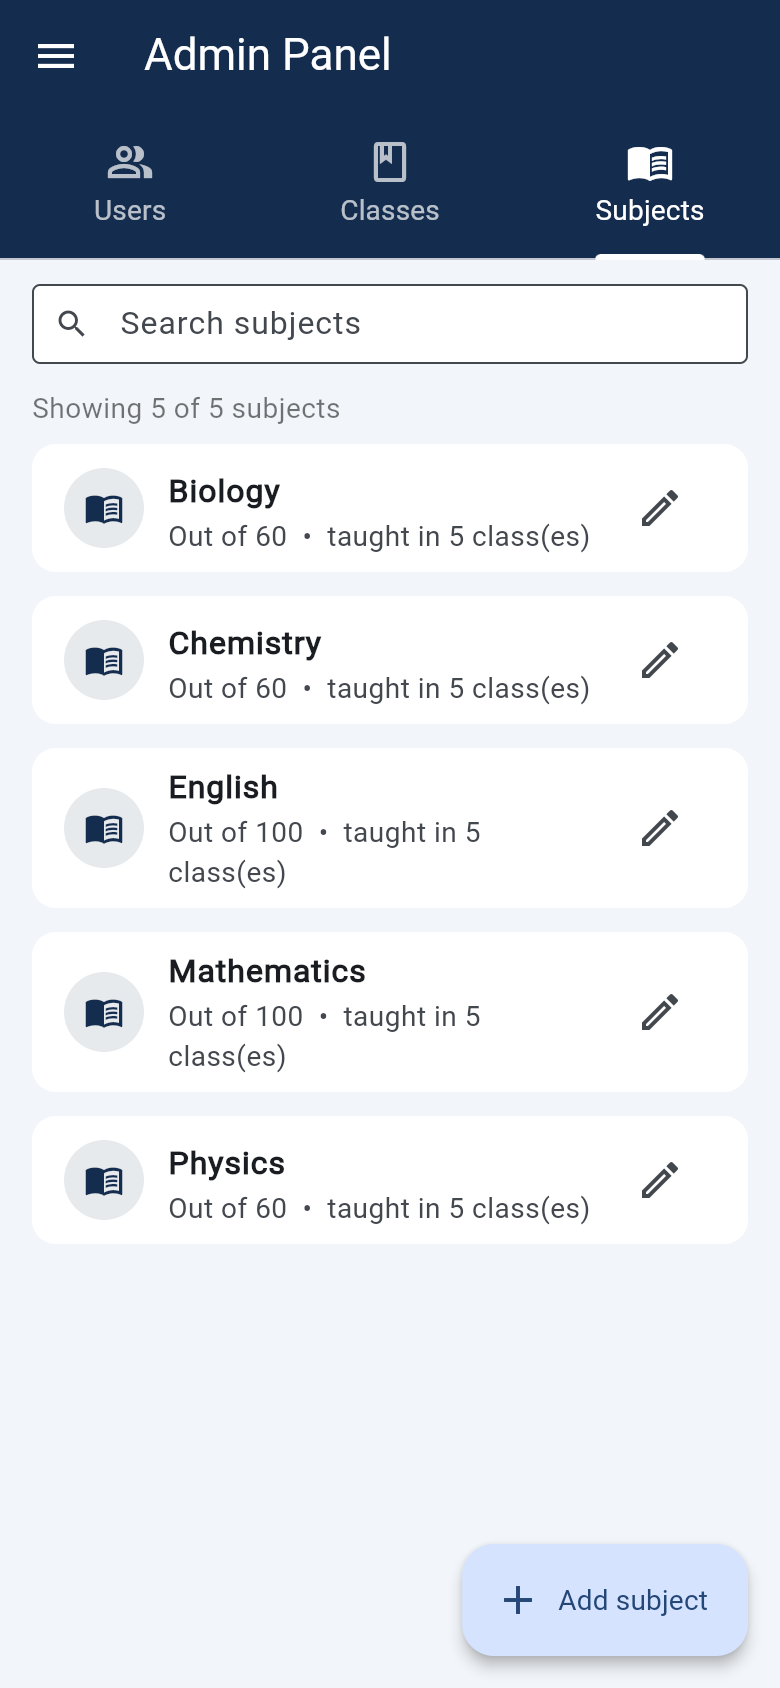 Admin Panel
Users
Classes
Subjects
Search subjects
Showing 5 of 5 subjects
Biology
Out of 60 • taught in 5 class(es)
Chemistry
Out of 60 • taught in 5 class(es)
English
Out of 100 • taught in 5
class(es)
Mathematics
Out of 100 • taught in 5
class(es)
Physics
Out of 60 • taught in 5 class(es)
Add subject